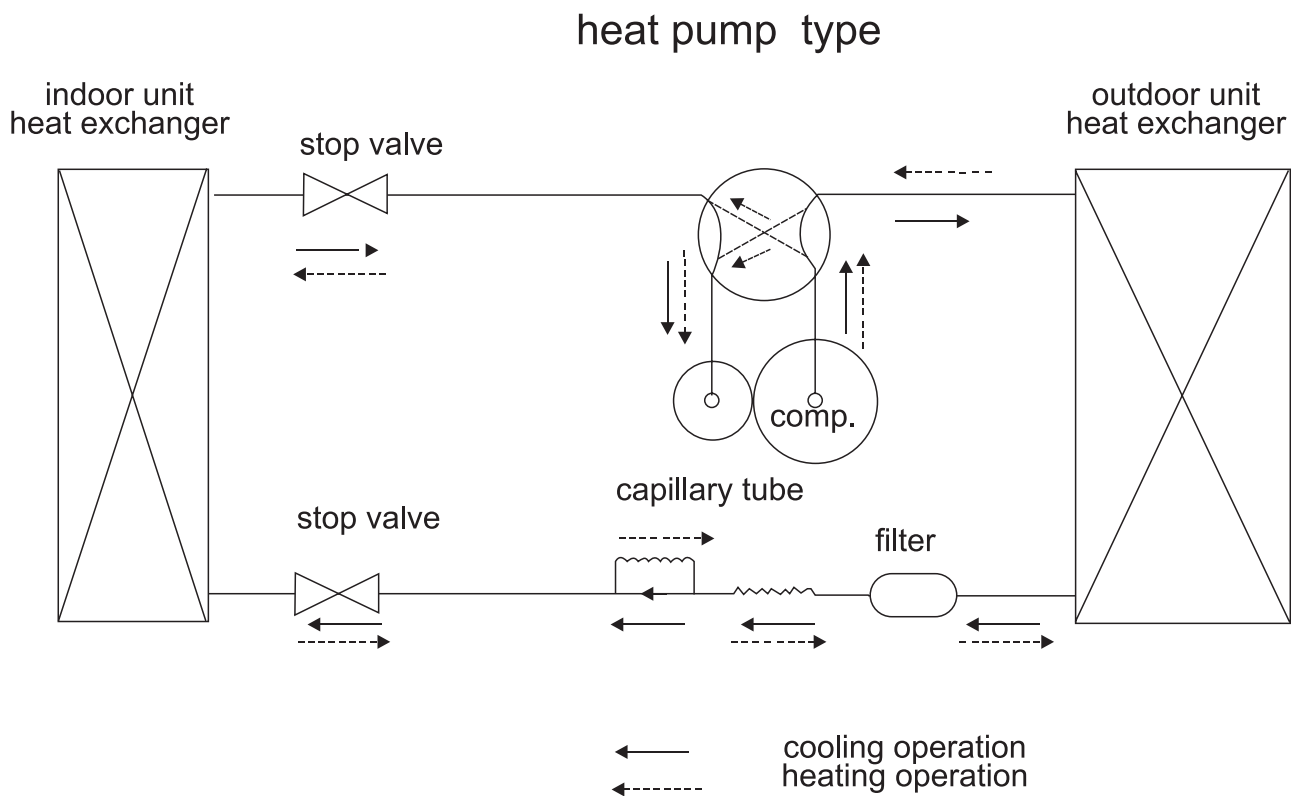 heat pump type
indoor unit
heat exchanger
outdoor unit
heat exchanger
stop valve
comp.
capillary tube
stop valve
filter
cooling operation
heating operation